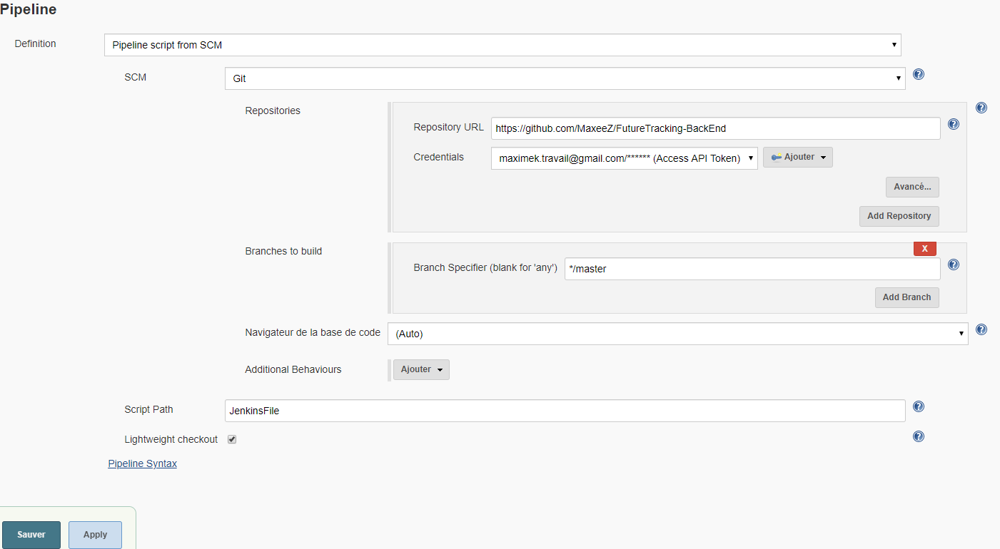 Pipeline
Definition
Pipeline script from SCM
SCM
Git
Repositories
Repository URL
https://github.com/MaxeeZ/FutureTracking-BackEnd
Credentials
maximek.travail@gmail.com/****** (Access API Token)
Ajouter
Avancé...
Add Repository
Branches to build
X
Branch Specifier (blank for 'any')
*/master
Add Branch
Navigateur de la base de code
(Auto)
Additional Behaviours
Ajouter
Script Path
JenkinsFile
Lightweight checkout
Pipeline Syntax
Sauver
Apply